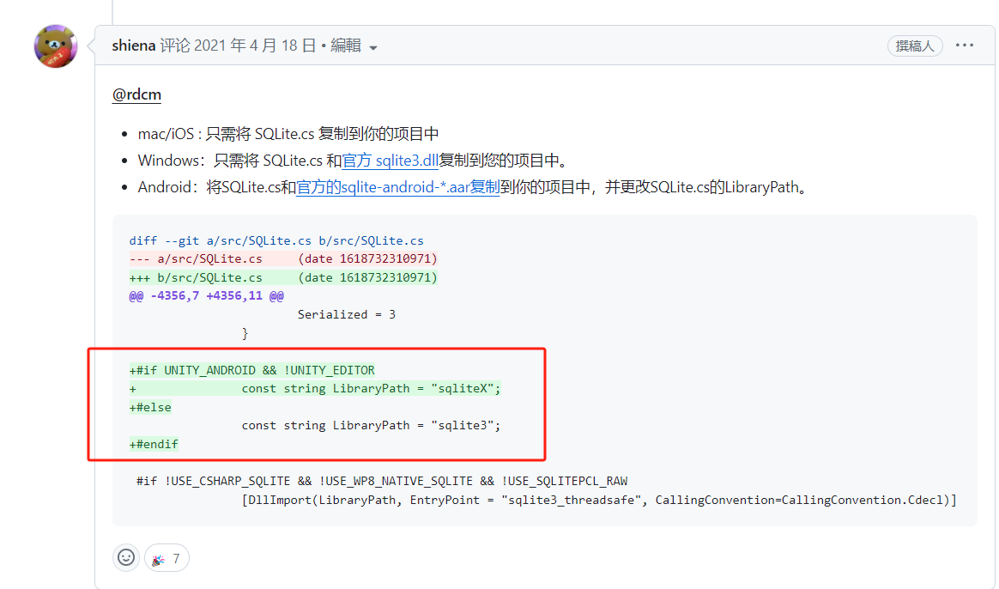 shiena 评论 2021 年 4 月 18 日 • 編輯
撰稿人 ···
@rdcm
• mac/iOS : 只需将 SQLite.cs 复制到你的项目中
• Windows：只需将 SQLite.cs 和官方 sqlite3.dll复制到您的项目中。
• Android：将SQLite.cs和官方的sqlite-android-*.aar复制到你的项目中，并更改SQLite.cs的LibraryPath。
diff --git a/src/SQLite.cs b/src/SQLite.cs
--- a/src/SQLite.cs     (date 1618732310971)
+++ b/src/SQLite.cs     (date 1618732310971)
@@ -4356,7 +4356,11 @@
                        Serialized = 3
                }
+#if UNITY_ANDROID && !UNITY_EDITOR
+               const string LibraryPath = "sqliteX";
+#else
                const string LibraryPath = "sqlite3";
+#endif
 #if !USE_CSHARP_SQLITE && !USE_WP8_NATIVE_SQLITE && !USE_SQLITEPCL_RAW
                [DllImport(LibraryPath, EntryPoint = "sqlite3_threadsafe", CallingConvention=CallingConvention.Cdecl)]
7